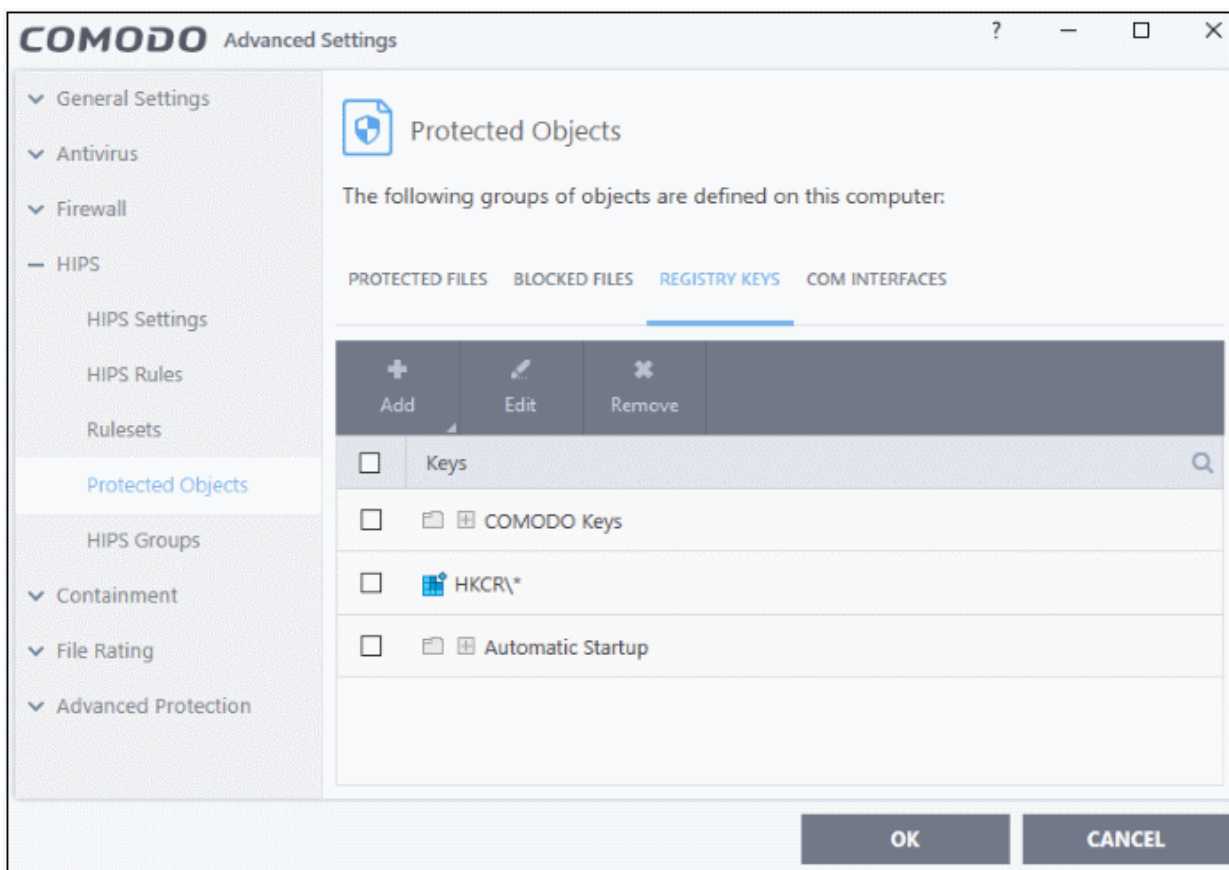 COMODO Advanced Settings ?
General Settings
Antivirus
Firewall
HIPS
HIPS Settings
HIPS Rules
Rulesets
Protected Objects
HIPS Groups
Containment
File Rating
Advanced Protection
Protected Objects
The following groups of objects are defined on this computer:
PROTECTED FILES BLOCKED FILES REGISTRY KEYS COM INTERFACES
Add Edit Remove
Keys
COMODO Keys
HKCR\*
Automatic Startup
OK CANCEL